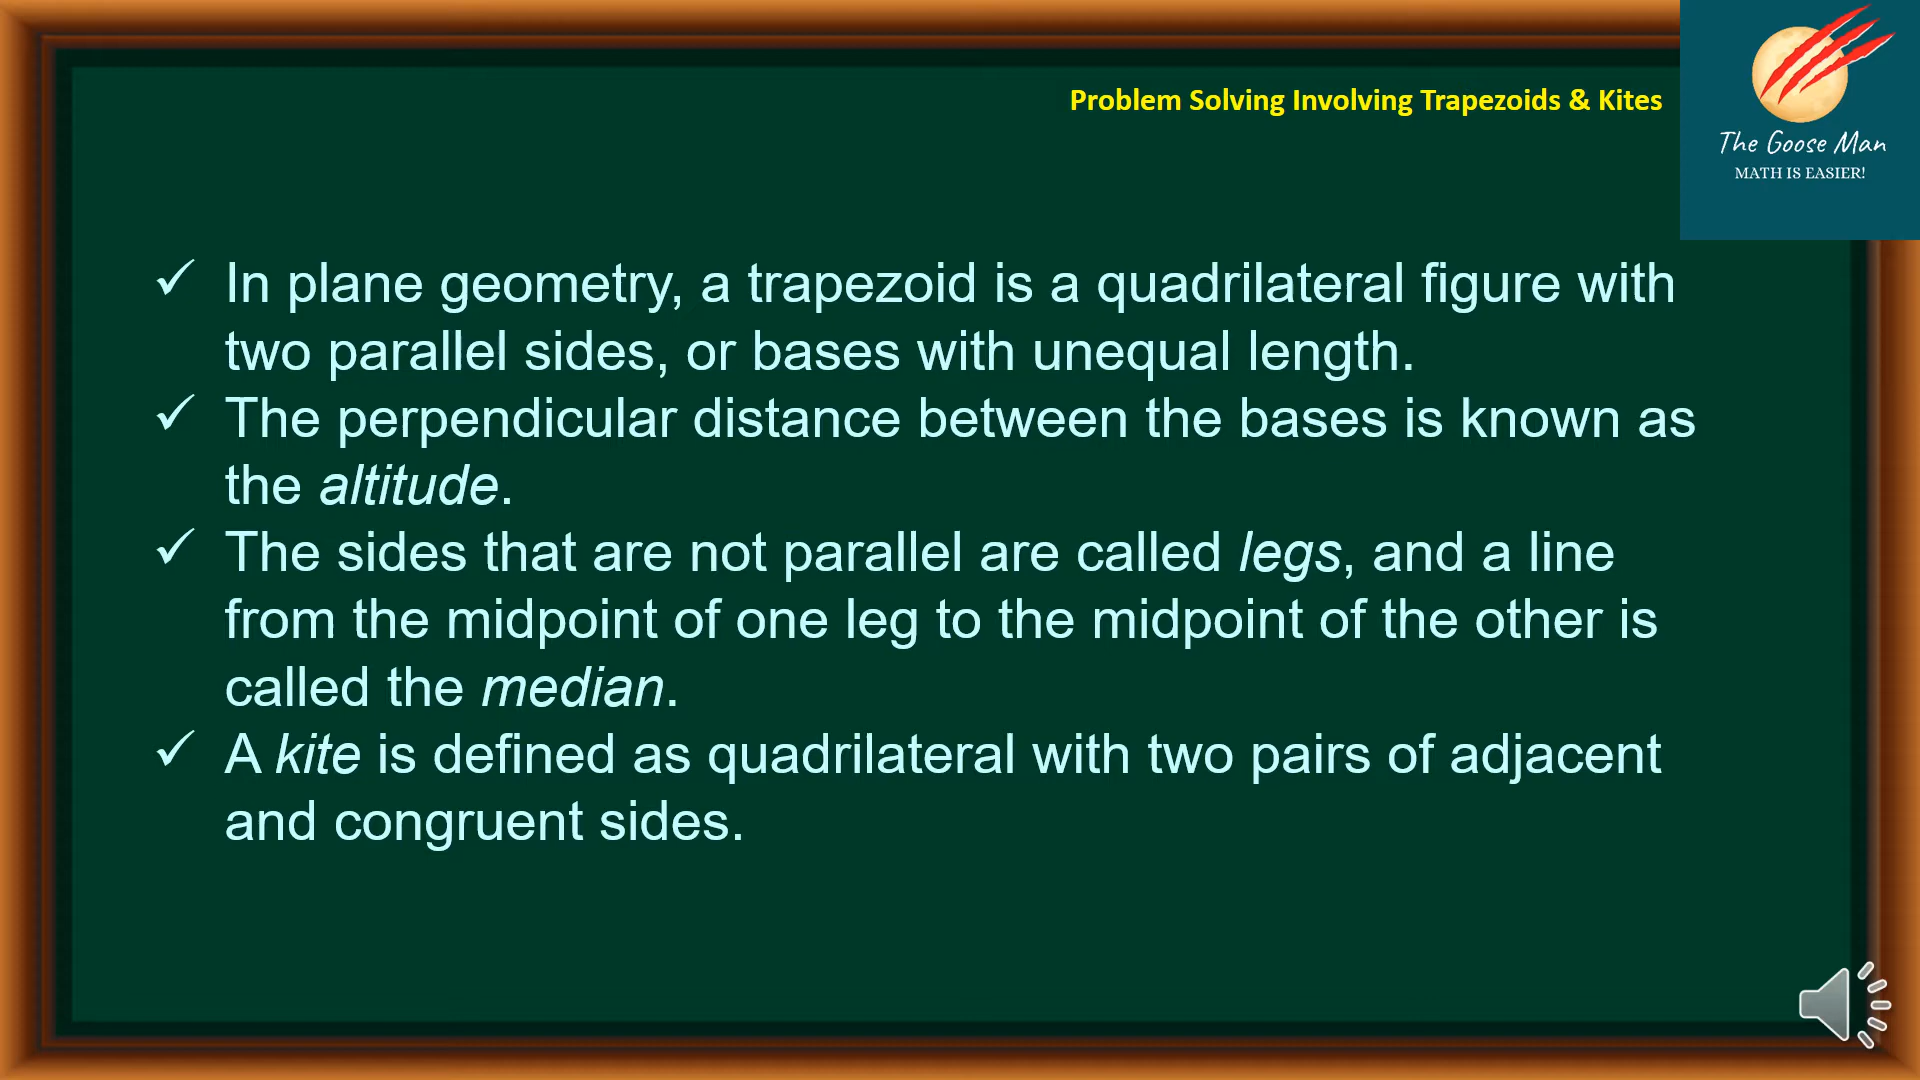 Problem Solving Involving Trapezoids & Kites
The Goose Man
MATH IS EASIER!
✓ In plane geometry, a trapezoid is a quadrilateral figure with
two parallel sides, or bases with unequal length.
✓ The perpendicular distance between the bases is known as
the altitude.
✓ The sides that are not parallel are called legs, and a line
from the midpoint of one leg to the midpoint of the other is
called the median.
✓ A kite is defined as quadrilateral with two pairs of adjacent
and congruent sides.